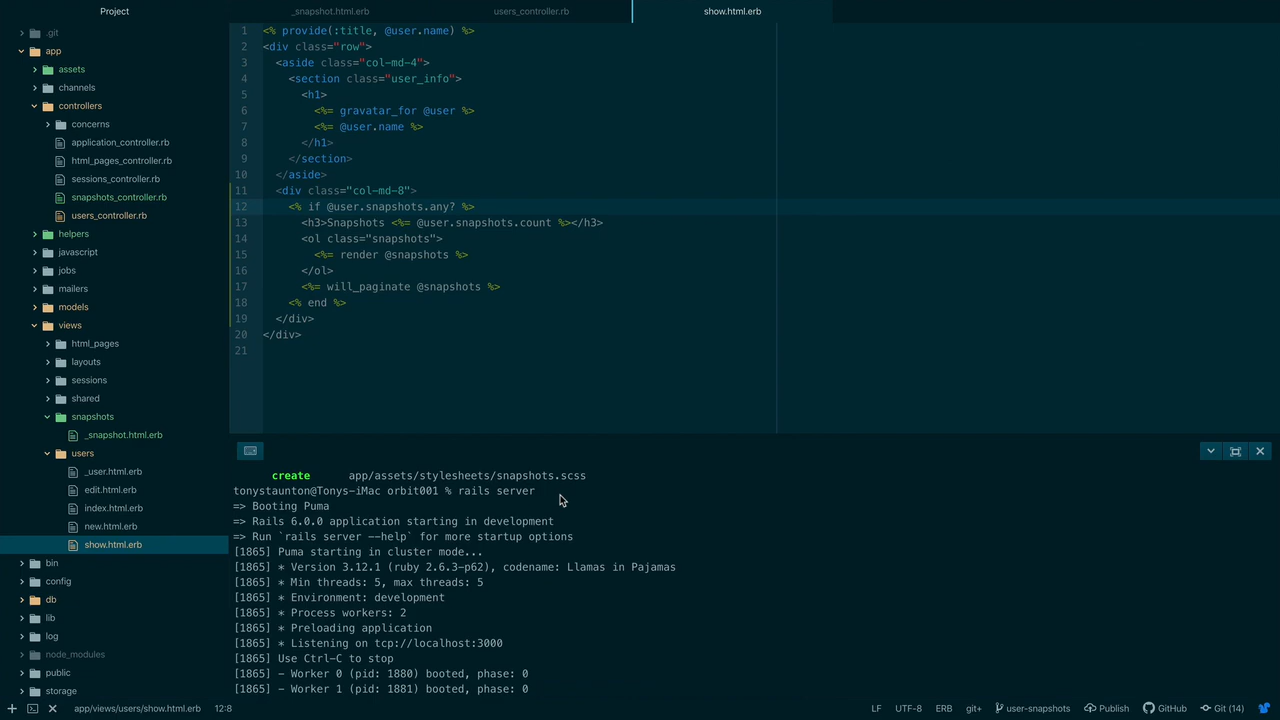 Project
.git
app
assets
channels
controllers
concerns
application_controller.rb
html_pages_controller.rb
sessions_controller.rb
snapshots_controller.rb
users_controller.rb
helpers
javascript
jobs
mailers
models
views
html_pages
layouts
sessions
shared
snapshots
_snapshot.html.erb
users
_user.html.erb
edit.html.erb
index.html.erb
new.html.erb
show.html.erb
bin
config
db
lib
log
node_modules
public
storage
_snapshot.html.erb
users_controller.rb
show.html.erb
1 <% provide(:title, @user.name) %>
2 <div class="row">
3 <aside class="col-md-4">
4 <section class="user_info">
5 <h1>
6 <%= gravatar_for @user %>
7 <%= @user.name %>
8 </h1>
9 </section>
10 </aside>
11 <div class="col-md-8">
12 <% if @user.snapshots.any? %>
13 <h3>Snapshots <%= @user.snapshots.count %></h3>
14 <ol class="snapshots">
15 <%= render @snapshots %>
16 </ol>
17 <%= will_paginate @snapshots %>
18 <% end %>
19 </div>
20 </div>
21
create app/assets/stylesheets/snapshots.scss
tonystaunton@Tonys-iMac orbit001 % rails server
=> Booting Puma
=> Rails 6.0.0 application starting in development
=> Run `rails server --help` for more startup options
[1865] Puma starting in cluster mode...
[1865] * Version 3.12.1 (ruby 2.6.3-p62), codename: Llamas in Pajamas
[1865] * Min threads: 5, max threads: 5
[1865] * Environment: development
[1865] * Process workers: 2
[1865] * Preloading application
[1865] * Listening on tcp://localhost:3000
[1865] Use Ctrl-C to stop
[1865] - Worker 0 (pid: 1880) booted, phase: 0
[1865] - Worker 1 (pid: 1881) booted, phase: 0
app/views/users/show.html.erb 12:8 LF UTF-8 ERB git+ user-snapshots Publish GitHub Git (14)